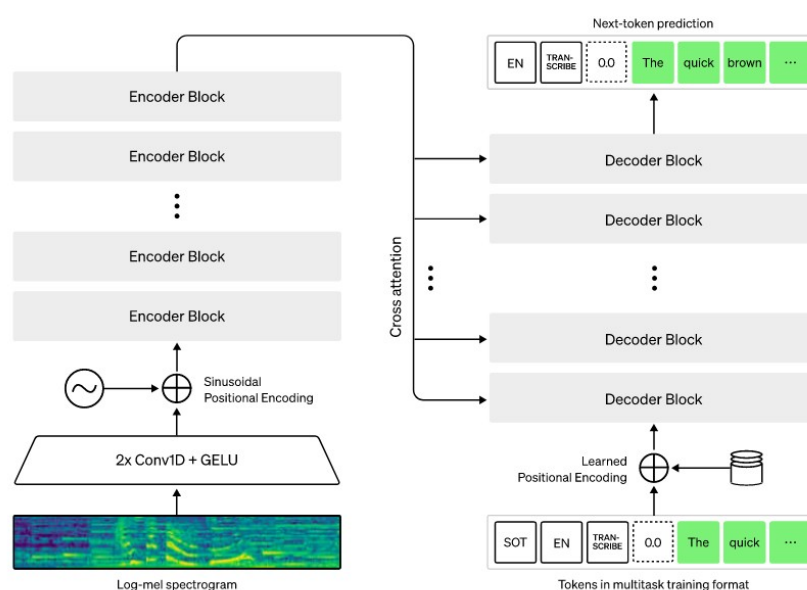 Next-token prediction
EN TRAN-SCRIBE 0.0 The quick brown ...
Encoder Block
Encoder Block
Encoder Block
Encoder Block
Sinusoidal
Positional Encoding
2x Conv1D + GELU
Log-mel spectrogram
Cross attention
Decoder Block
Decoder Block
Decoder Block
Decoder Block
Learned
Positional Encoding
SOT EN TRAN-SCRIBE 0.0 The quick ...
Tokens in multitask training format